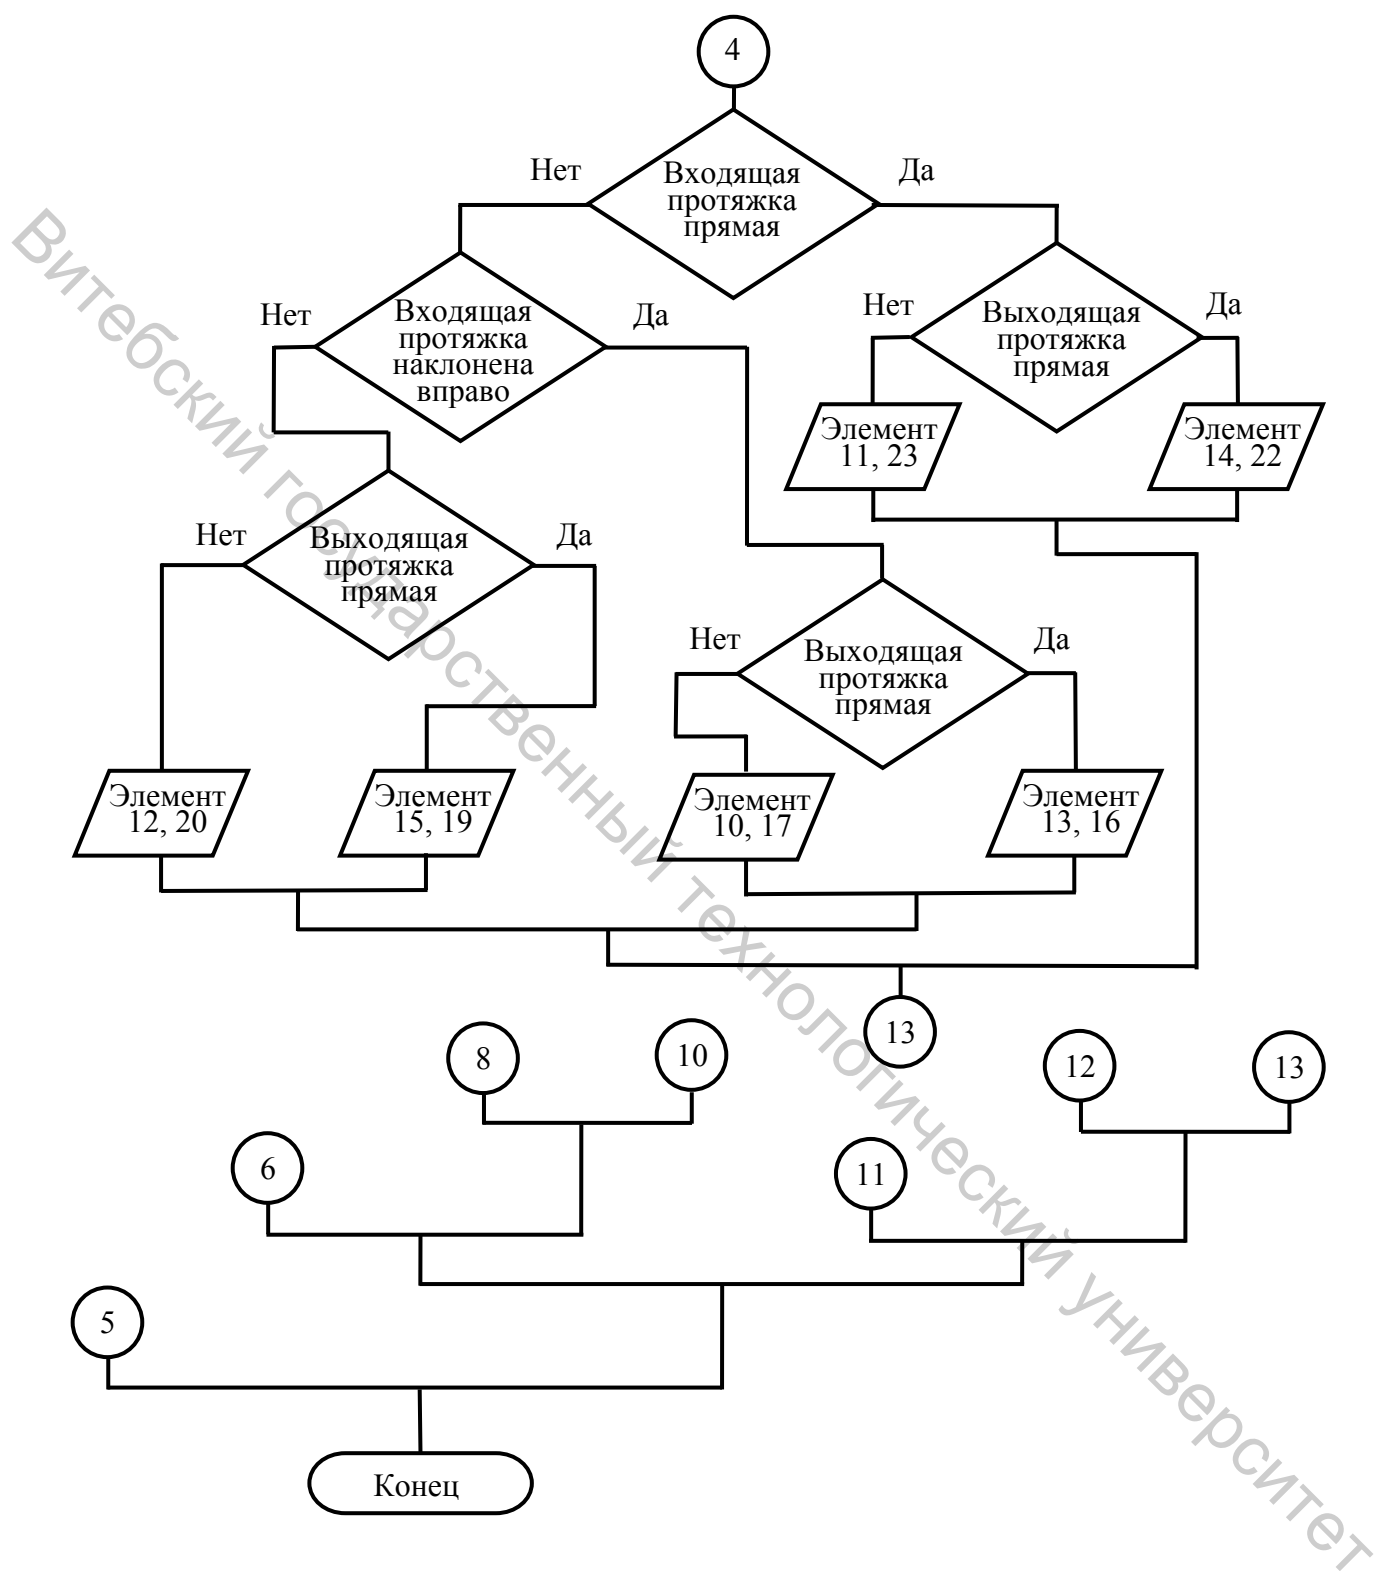 4
Нет
Да
Входящая
протяжка
прямая
Нет
Да
Входящая
протяжка
наклонена
вправо
Нет
Да
Выходящая
протяжка
прямая
Элемент
11, 23
Элемент
14, 22
Нет
Да
Выходящая
протяжка
прямая
Нет
Да
Выходящая
протяжка
прямая
Элемент
12, 20
Элемент
15, 19
Элемент
10, 17
Элемент
13, 16
13
8
10
12
13
6
11
5
Конец
Витебский государственный технологический университет